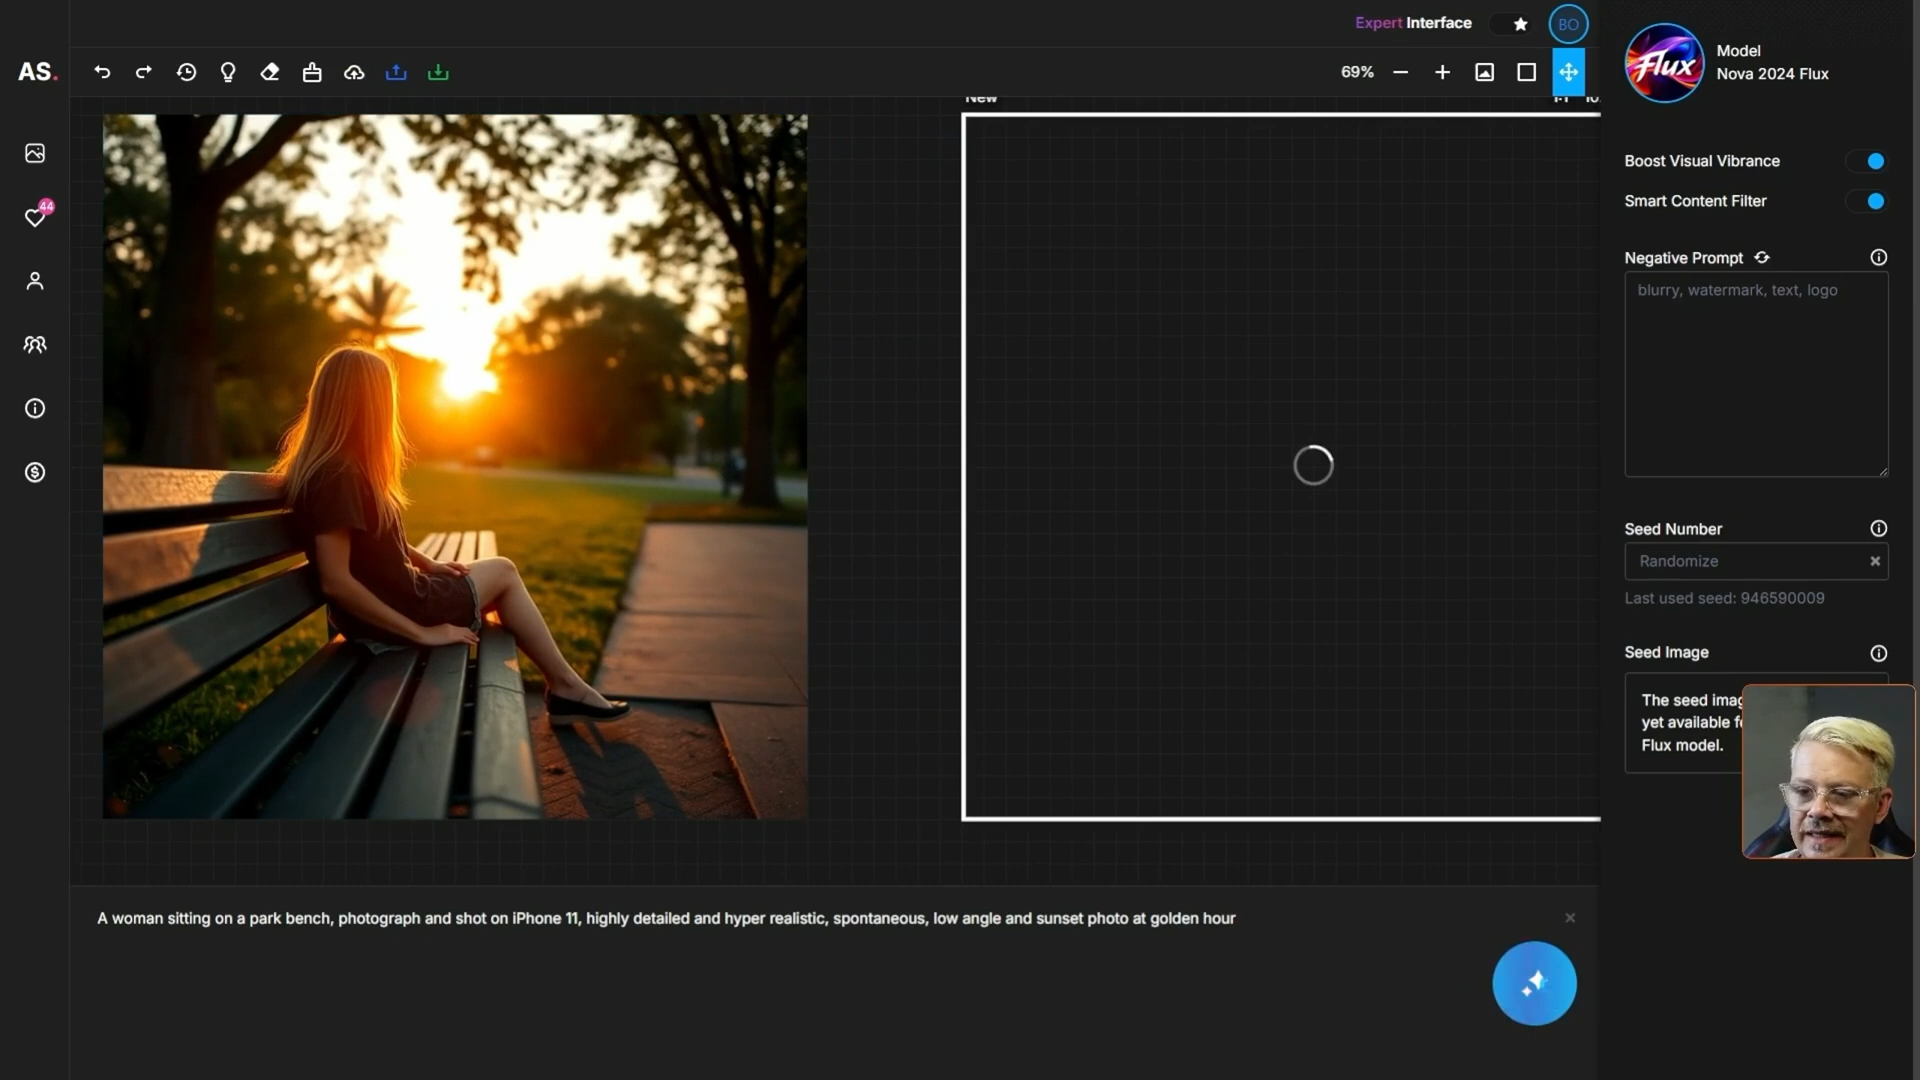 Expert Interface
BO
AS.
69%
Flux
Model
Nova 2024 Flux
New
1:1
Boost Visual Vibrance
Smart Content Filter
44
Negative Prompt
blurry, watermark, text, logo
Seed Number
Randomize
Last used seed: 946590009
Seed Image
The seed imag
yet available f
Flux model.
A woman sitting on a park bench, photograph and shot on iPhone 11, highly detailed and hyper realistic, spontaneous, low angle and sunset photo at golden hour